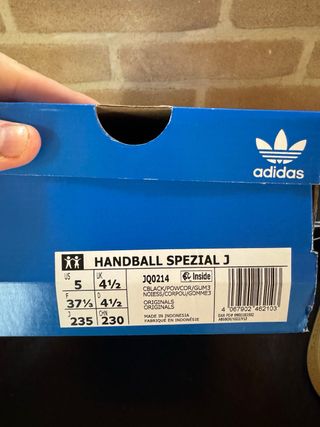 adidas
HANDBALL SPEZIAL J
US 5 UK 4½ JQ0214 Inside
CBLACK/POWCOR/GUM3
NOIESS/CORPOU/GOMME3
F 37⅓ D 4½ ORIGINALS
ORIGINALS
J 235 CHN 230 MADE IN INDONESIA
FABRIQUÉ EN INDONÉSIE
4 067902 462103